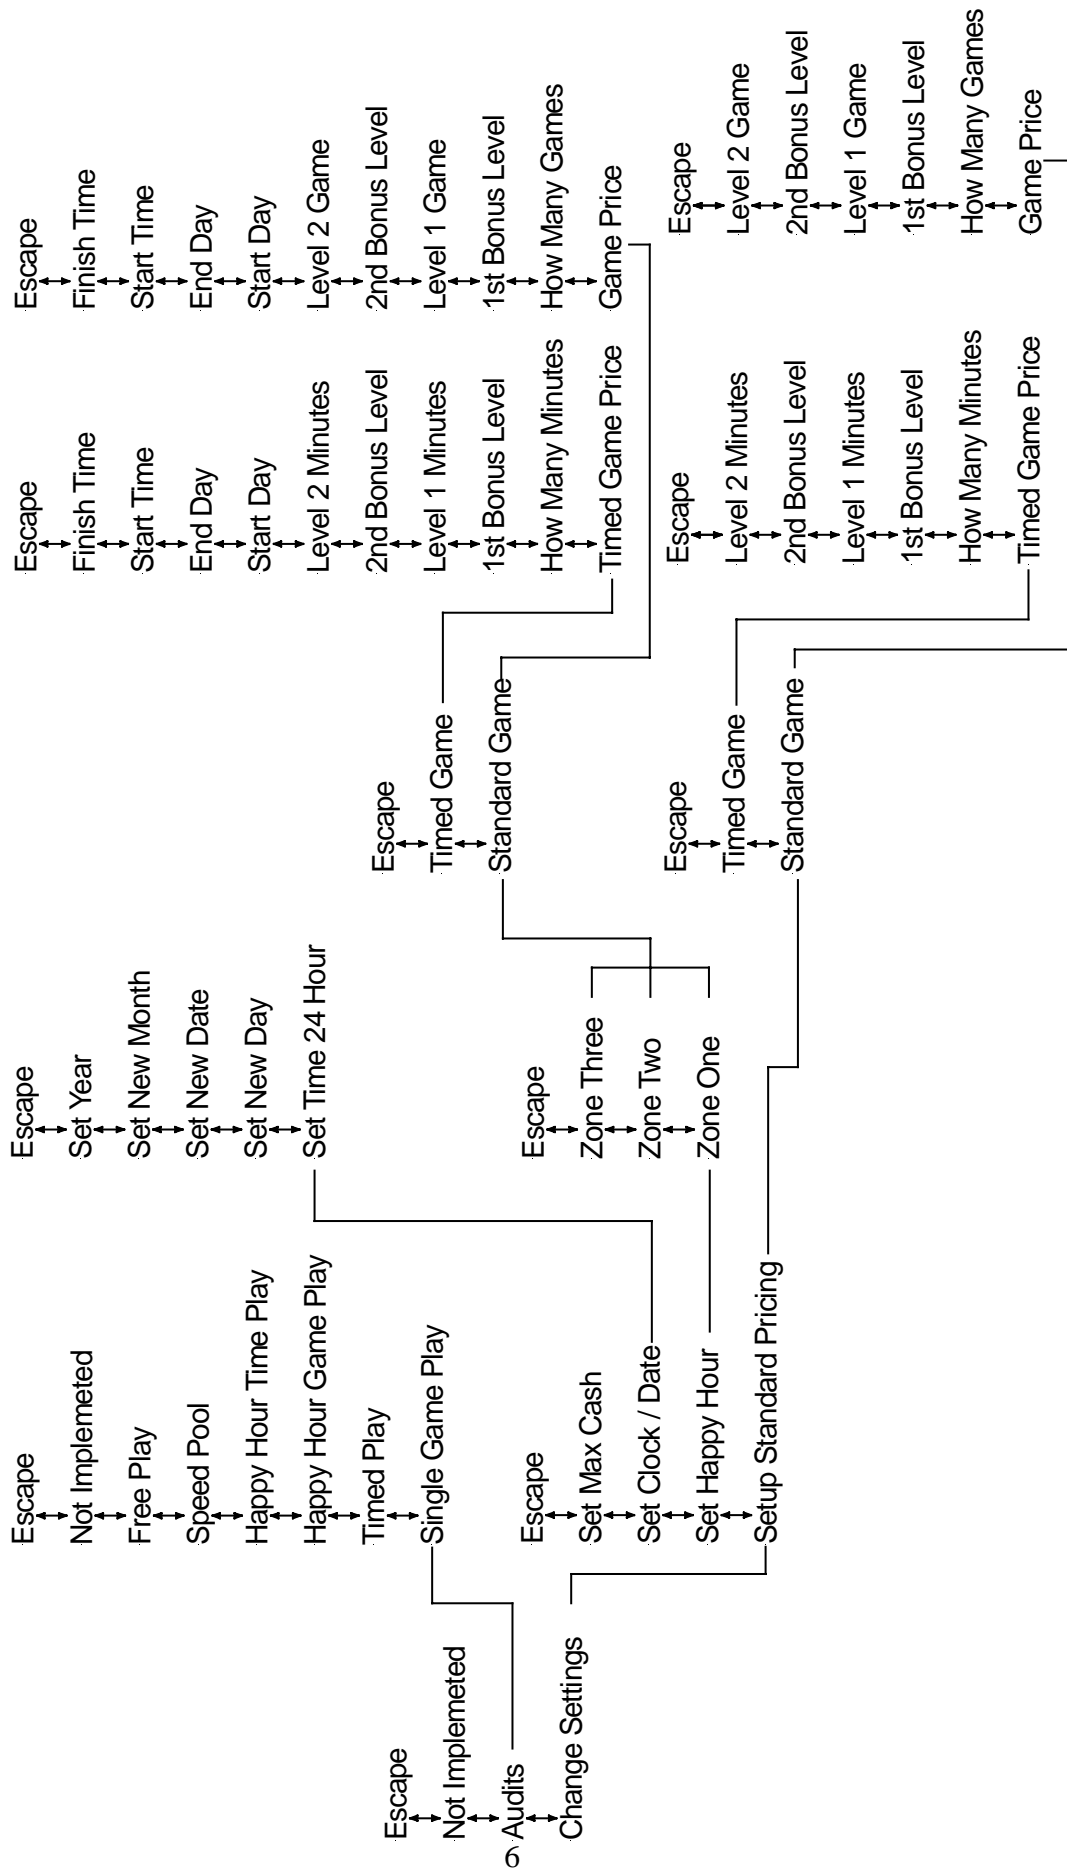 Escape
Not Implemeted
Audits
Change Settings
Escape
Not Implemeted
Free Play
Speed Pool
Happy Hour Time Play
Happy Hour Game Play
Timed Play
Single Game Play
Escape
Set Max Cash
Set Clock / Date
Set Happy Hour
Setup Standard Pricing
Escape
Set Year
Set New Month
Set New Date
Set New Day
Set Time 24 Hour
Escape
Zone Three
Zone Two
Zone One
Escape
Timed Game
Standard Game
Escape
Timed Game
Standard Game
Escape
Finish Time
Start Time
End Day
Start Day
Level 2 Minutes
2nd Bonus Level
Level 1 Minutes
1st Bonus Level
How Many Minutes
Timed Game Price
Escape
Level 2 Minutes
2nd Bonus Level
Level 1 Minutes
1st Bonus Level
How Many Minutes
Timed Game Price
Escape
Finish Time
Start Time
End Day
Start Day
Level 2 Game
2nd Bonus Level
Level 1 Game
1st Bonus Level
How Many Games
Game Price
Escape
Level 2 Game
2nd Bonus Level
Level 1 Game
1st Bonus Level
How Many Games
Game Price
6